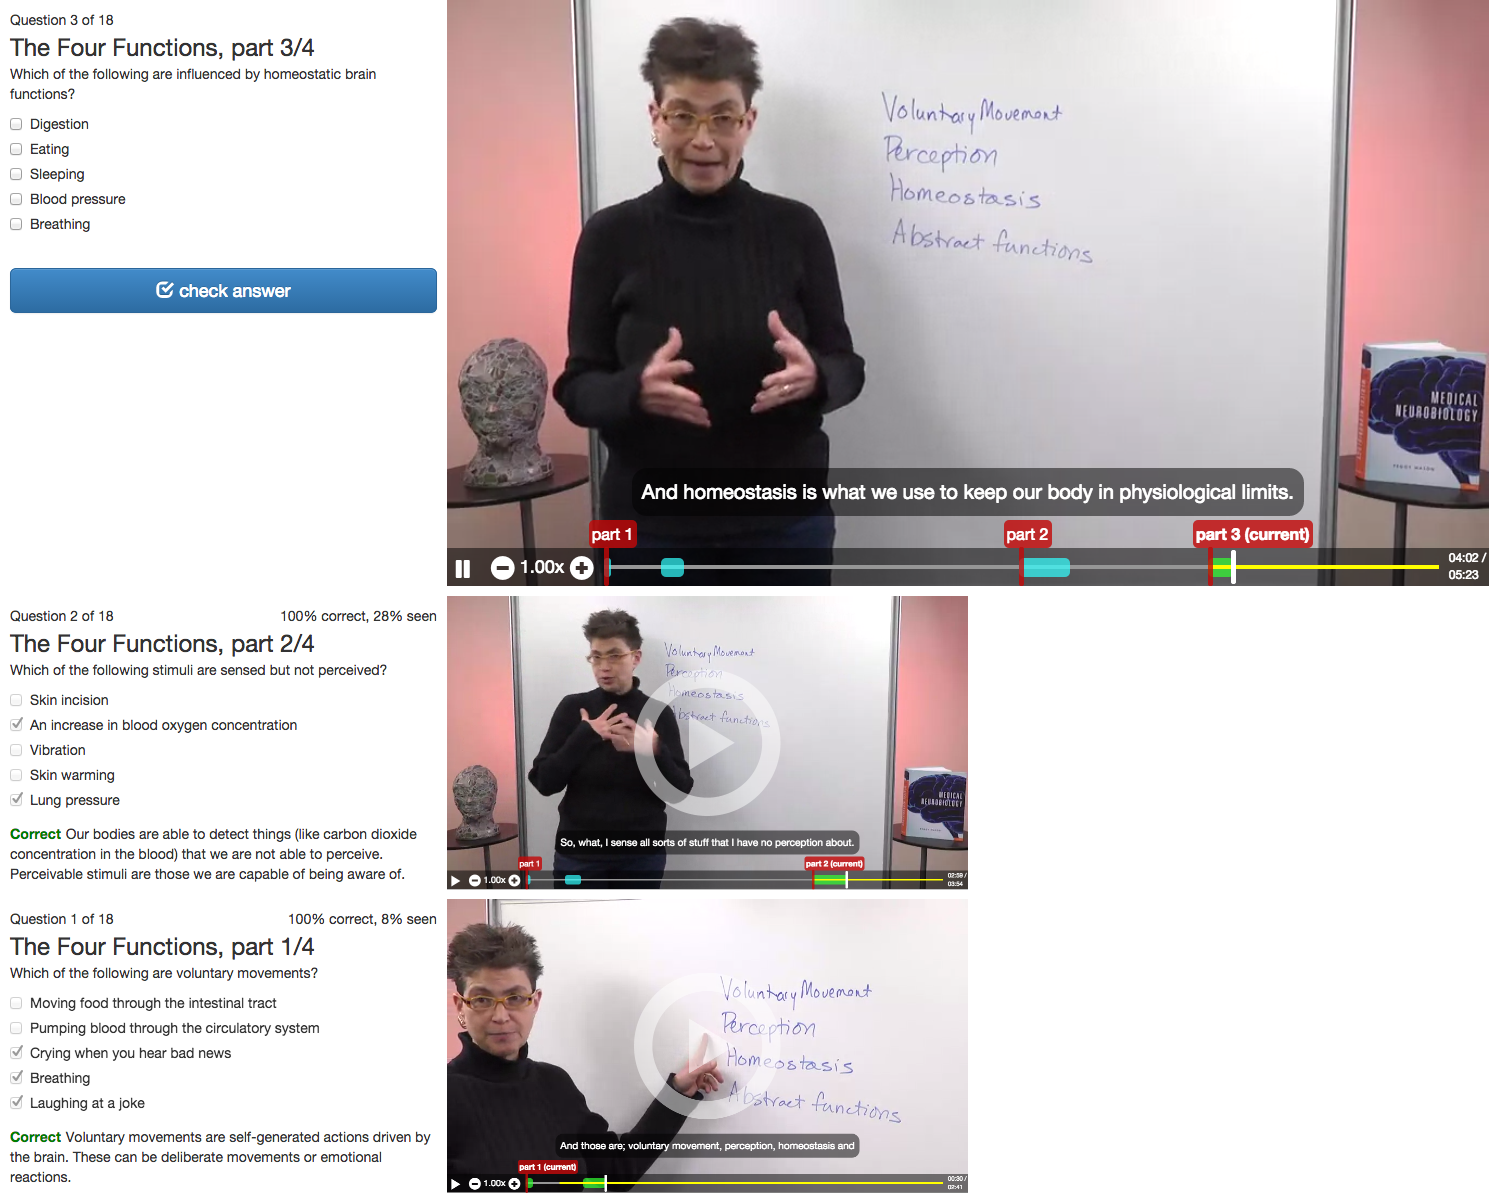 Question 3 of 18
The Four Functions, part 3/4
Which of the following are influenced by homeostatic brain
functions?
Digestion
Eating
Sleeping
Blood pressure
Breathing
check answer
Voluntary Movement
Perception
Homeostasis
Abstract functions
MEDICAL
NEUROBIOLOGY
PEGGY MASON
And homeostasis is what we use to keep our body in physiological limits.
part 1
part 2
part 3 (current)
1.00x
04:02 /
05:23
Question 2 of 18
100% correct, 28% seen
The Four Functions, part 2/4
Which of the following stimuli are sensed but not perceived?
Skin incision
An increase in blood oxygen concentration
Vibration
Skin warming
Lung pressure
Correct Our bodies are able to detect things (like carbon dioxide
concentration in the blood) that we are not able to perceive.
Perceivable stimuli are those we are capable of being aware of.
Voluntary Movement
Perception
Homeostasis
Abstract functions
MEDICAL
NEUROBIOLOGY
So, what, I sense all sorts of stuff that I have no perception about.
part 1
part 2 (current)
1.00x
02:59 /
03:54
Question 1 of 18
100% correct, 8% seen
The Four Functions, part 1/4
Which of the following are voluntary movements?
Moving food through the intestinal tract
Pumping blood through the circulatory system
Crying when you hear bad news
Breathing
Laughing at a joke
Correct Voluntary movements are self-generated actions driven by
the brain. These can be deliberate movements or emotional
reactions.
Voluntary Movement
Perception
Homeostasis
Abstract functions
And those are; voluntary movement, perception, homeostasis and
part 1 (current)
1.00x
00:30 /
02:41